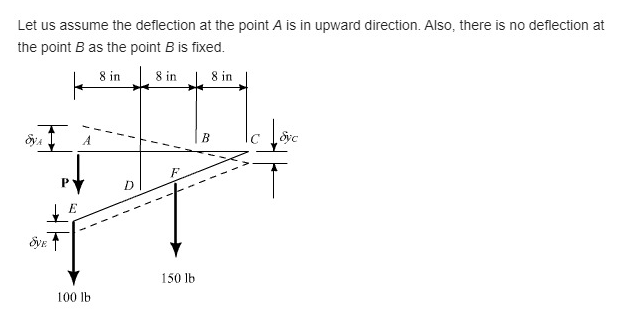 Let us assume the deflection at the point A is in upward direction. Also, there is no deflection at
the point B as the point B is fixed.
8 in 8 in 8 in
δyA A B C δyC
P D F
E
δyE
150 lb
100 lb